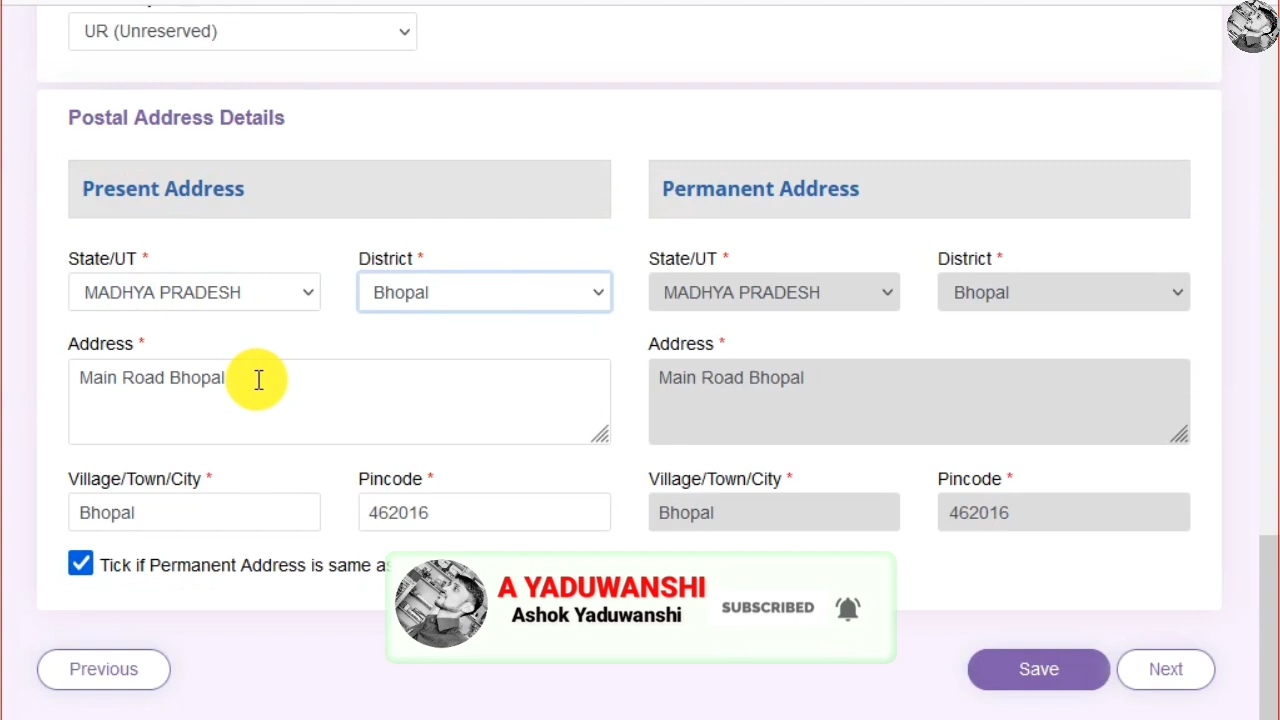 UR (Unreserved)
Postal Address Details
Present Address
Permanent Address
State/UT *
District *
State/UT *
District *
MADHYA PRADESH
Bhopal
MADHYA PRADESH
Bhopal
Address *
Address *
Main Road Bhopal
Main Road Bhopal
Village/Town/City *
Pincode *
Village/Town/City *
Pincode *
Bhopal
462016
Bhopal
462016
Tick if Permanent Address is same
A YADUWANSHI
Ashok Yaduwanshi
SUBSCRIBED
Previous
Save
Next